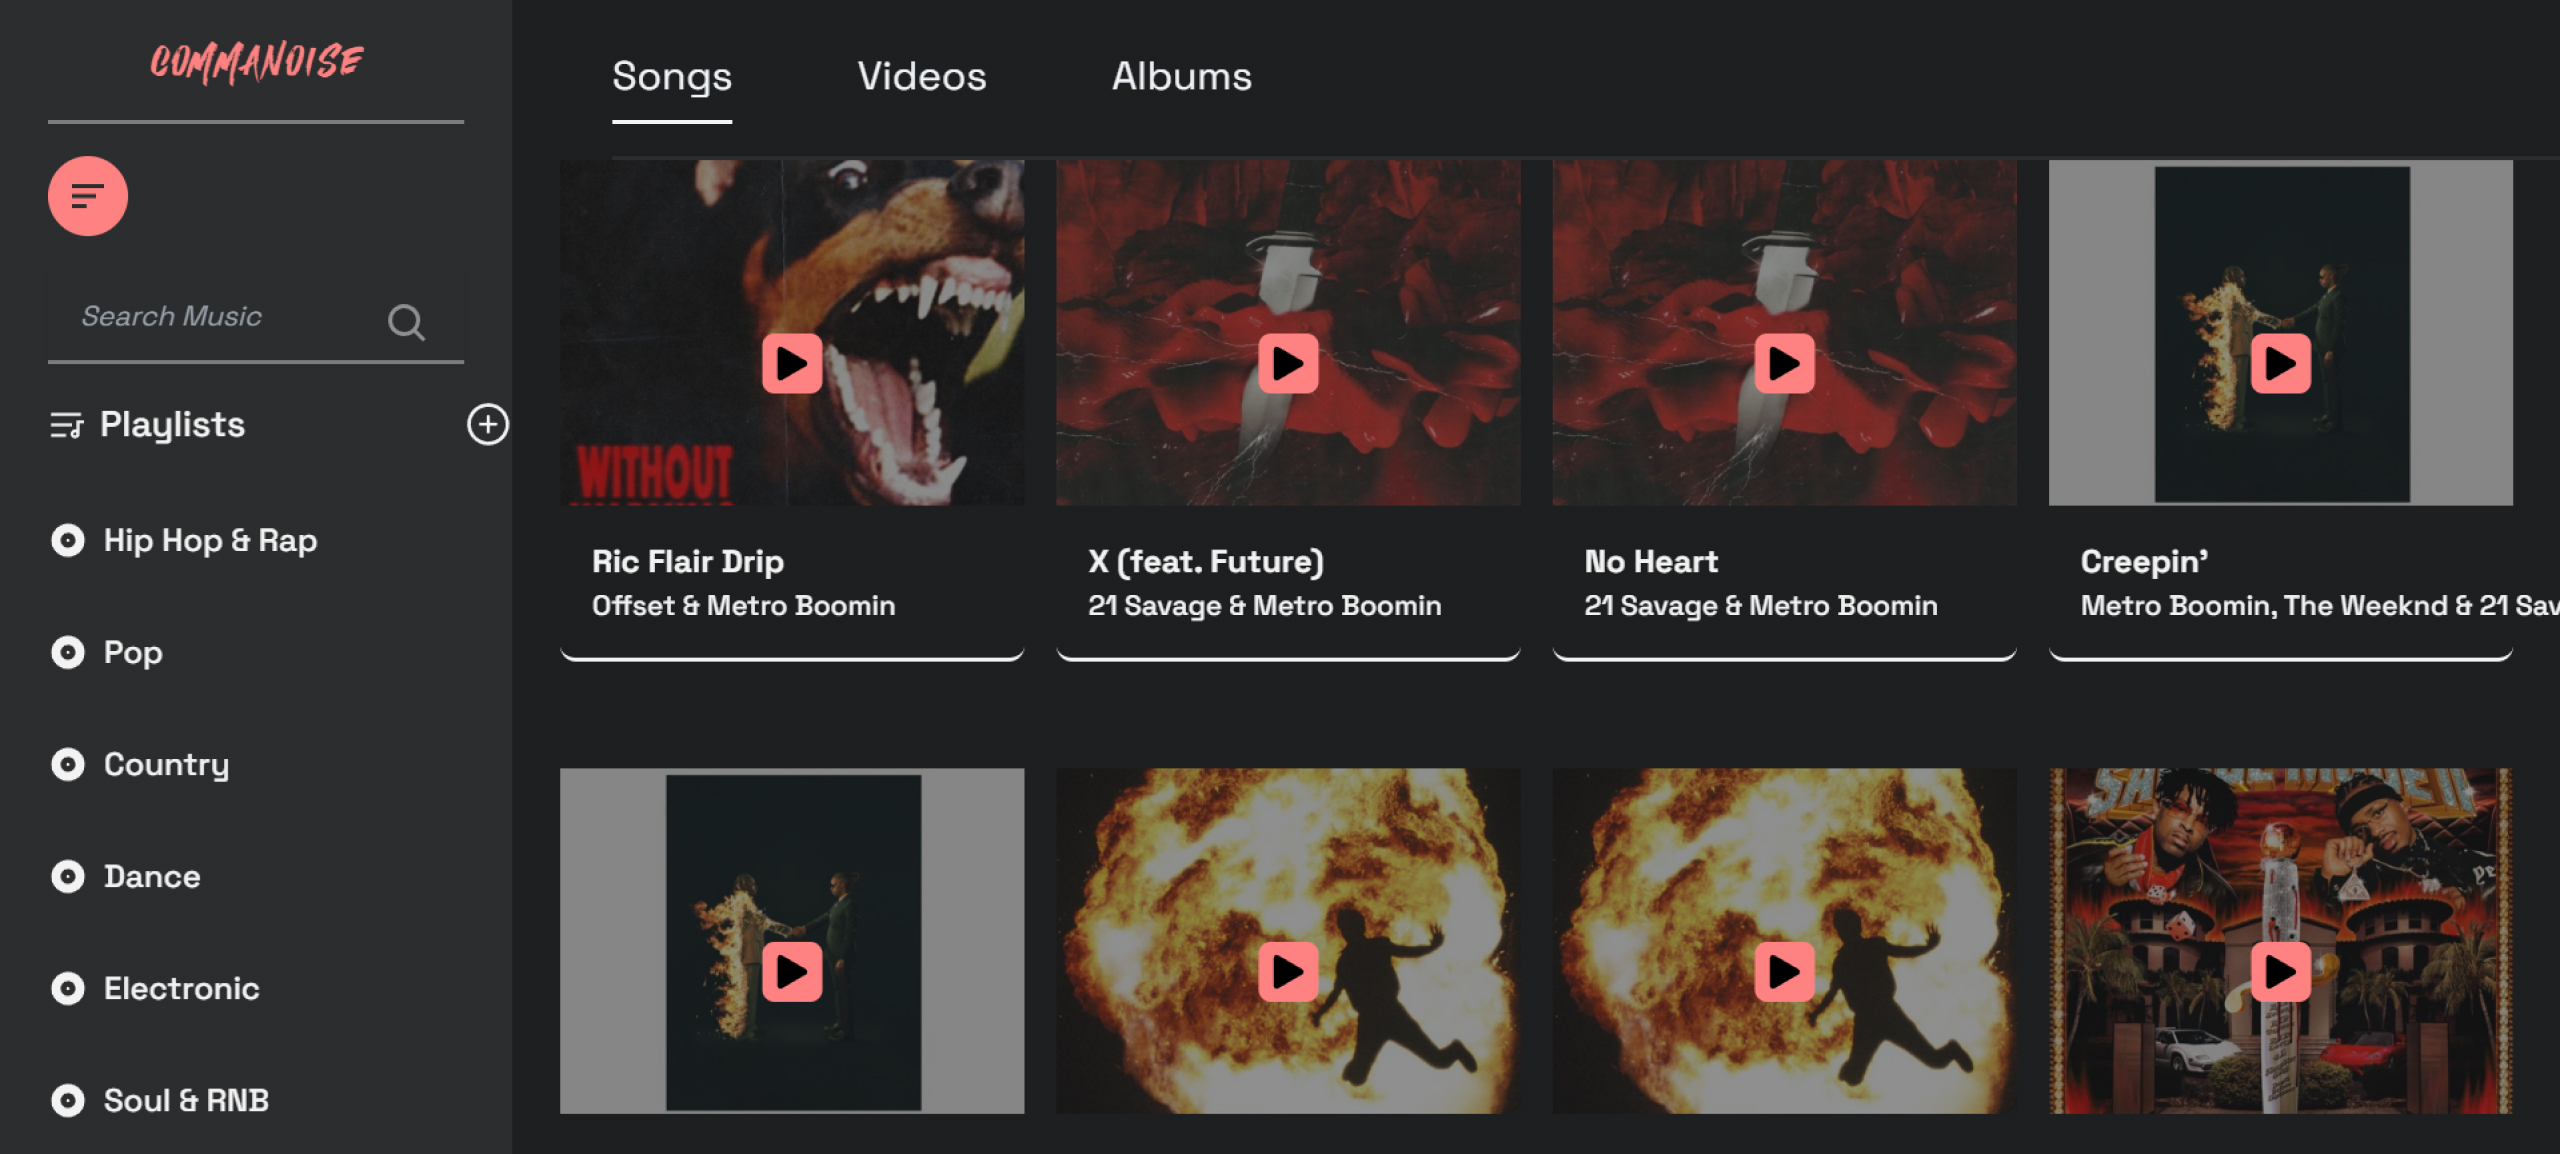 COMMANOISE
Songs
Videos
Albums
Search Music
Playlists
Hip Hop & Rap
Pop
Country
Dance
Electronic
Soul & RNB
WITHOUT
Ric Flair Drip
Offset & Metro Boomin
X (feat. Future)
21 Savage & Metro Boomin
No Heart
21 Savage & Metro Boomin
Creepin’
Metro Boomin, The Weeknd & 21 Sav